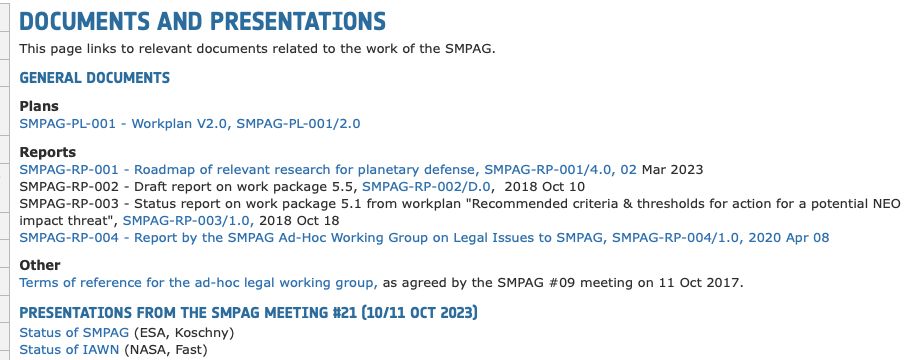 DOCUMENTS AND PRESENTATIONS
This page links to relevant documents related to the work of the SMPAG.
GENERAL DOCUMENTS
Plans
SMPAG-PL-001 - Workplan V2.0, SMPAG-PL-001/2.0
Reports
SMPAG-RP-001 - Roadmap of relevant research for planetary defense, SMPAG-RP-001/4.0, 02 Mar 2023
SMPAG-RP-002 - Draft report on work package 5.5, SMPAG-RP-002/D.0, 2018 Oct 10
SMPAG-RP-003 - Status report on work package 5.1 from workplan "Recommended criteria & thresholds for action for a potential NEO
impact threat", SMPAG-RP-003/1.0, 2018 Oct 18
SMPAG-RP-004 - Report by the SMPAG Ad-Hoc Working Group on Legal Issues to SMPAG, SMPAG-RP-004/1.0, 2020 Apr 08
Other
Terms of reference for the ad-hoc legal working group, as agreed by the SMPAG #09 meeting on 11 Oct 2017.
PRESENTATIONS FROM THE SMPAG MEETING #21 (10/11 OCT 2023)
Status of SMPAG (ESA, Koschny)
Status of IAWN (NASA, Fast)